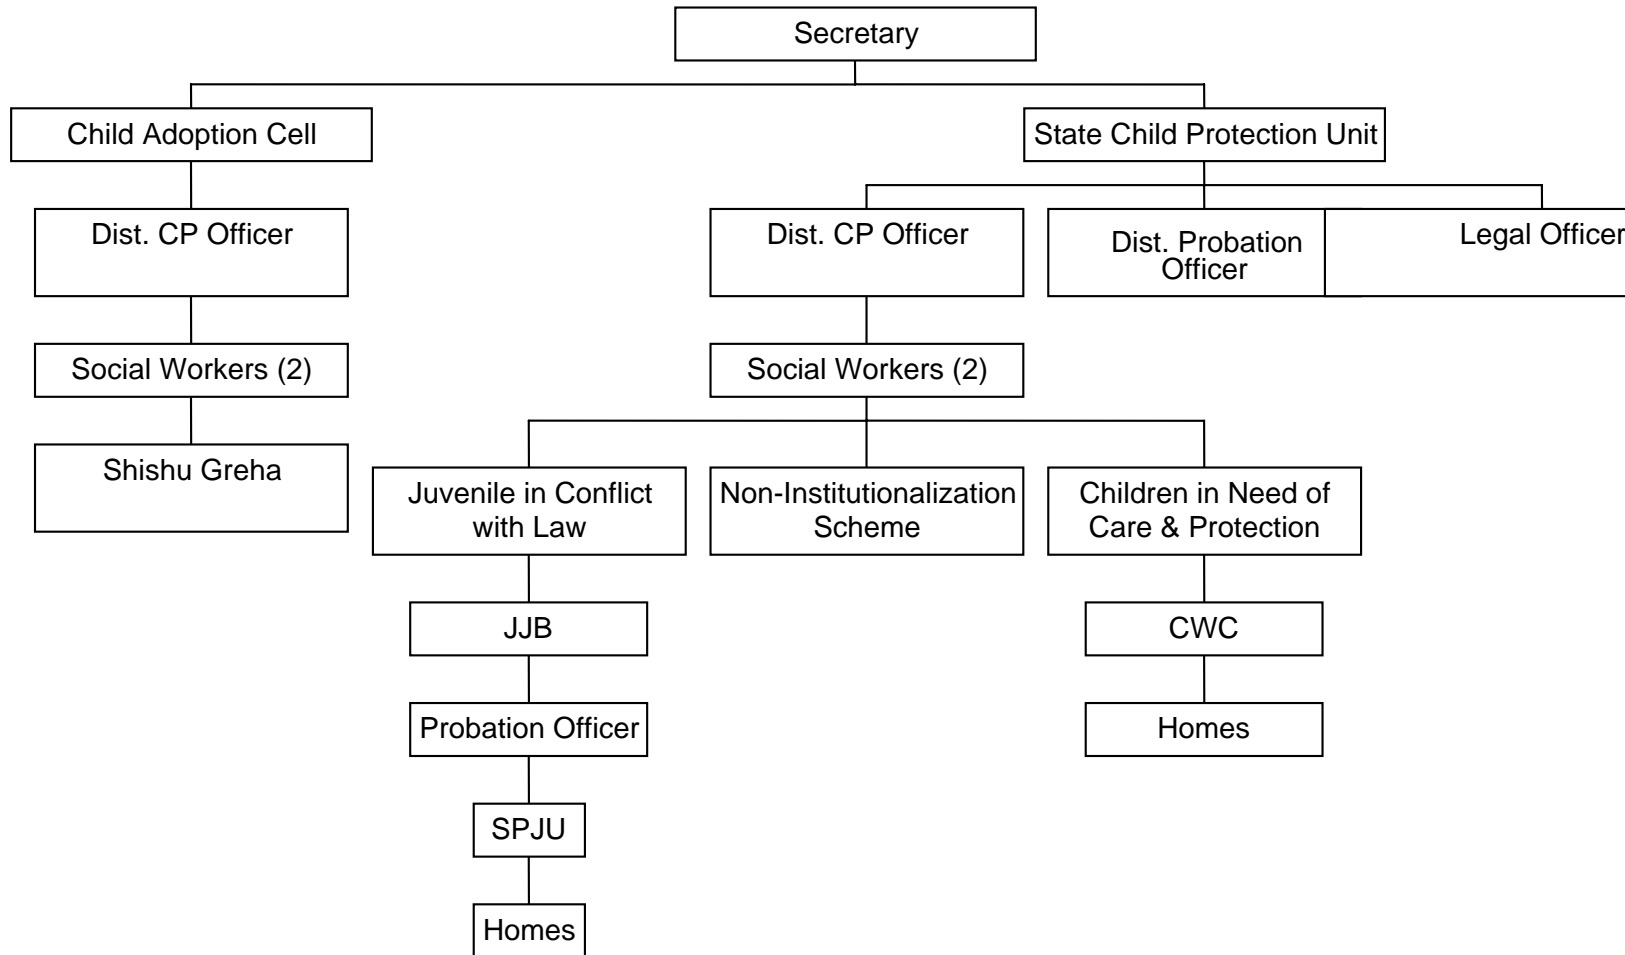 Secretary
Child Adoption Cell
State Child Protection Unit
Dist. CP Officer
Dist. CP Officer
Dist. Probation
Officer
Legal Officer
Social Workers (2)
Social Workers (2)
Shishu Greha
Juvenile in Conflict
with Law
Non-Institutionalization
Scheme
Children in Need of
Care & Protection
JJB
CWC
Probation Officer
Homes
SPJU
Homes